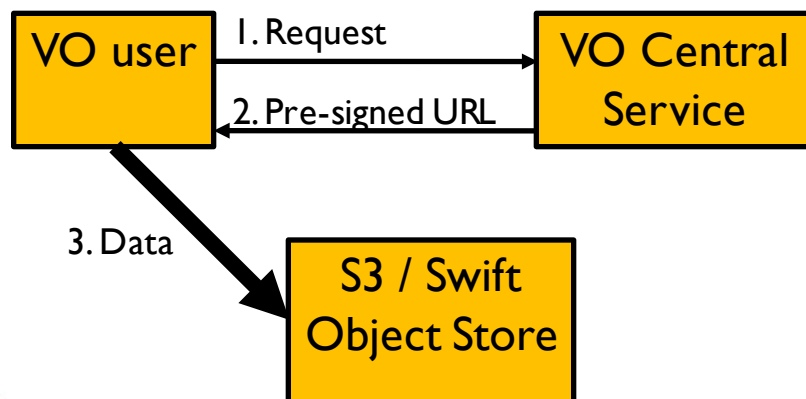 VO user
1. Request
VO Central
Service
2. Pre-signed URL
3. Data
S3 / Swift
Object Store